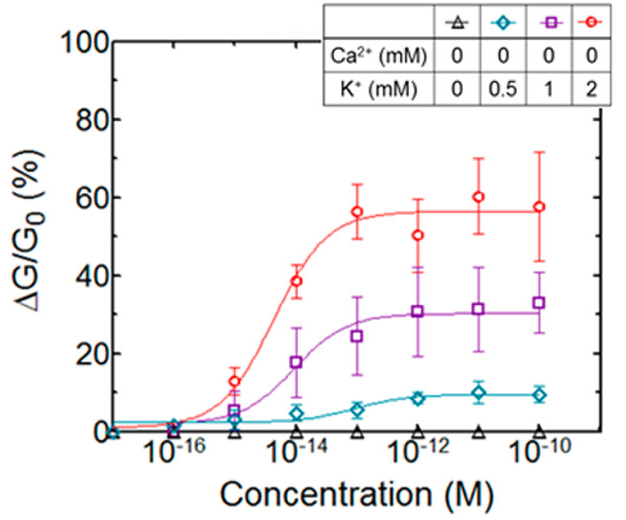 Ca²⁺ (mM) 0 0 0 0
K⁺ (mM) 0 0.5 1 2
100
80
60
40
20
0
ΔG/G₀ (%)
10⁻¹⁶ 10⁻¹⁴ 10⁻¹² 10⁻¹⁰
Concentration (M)